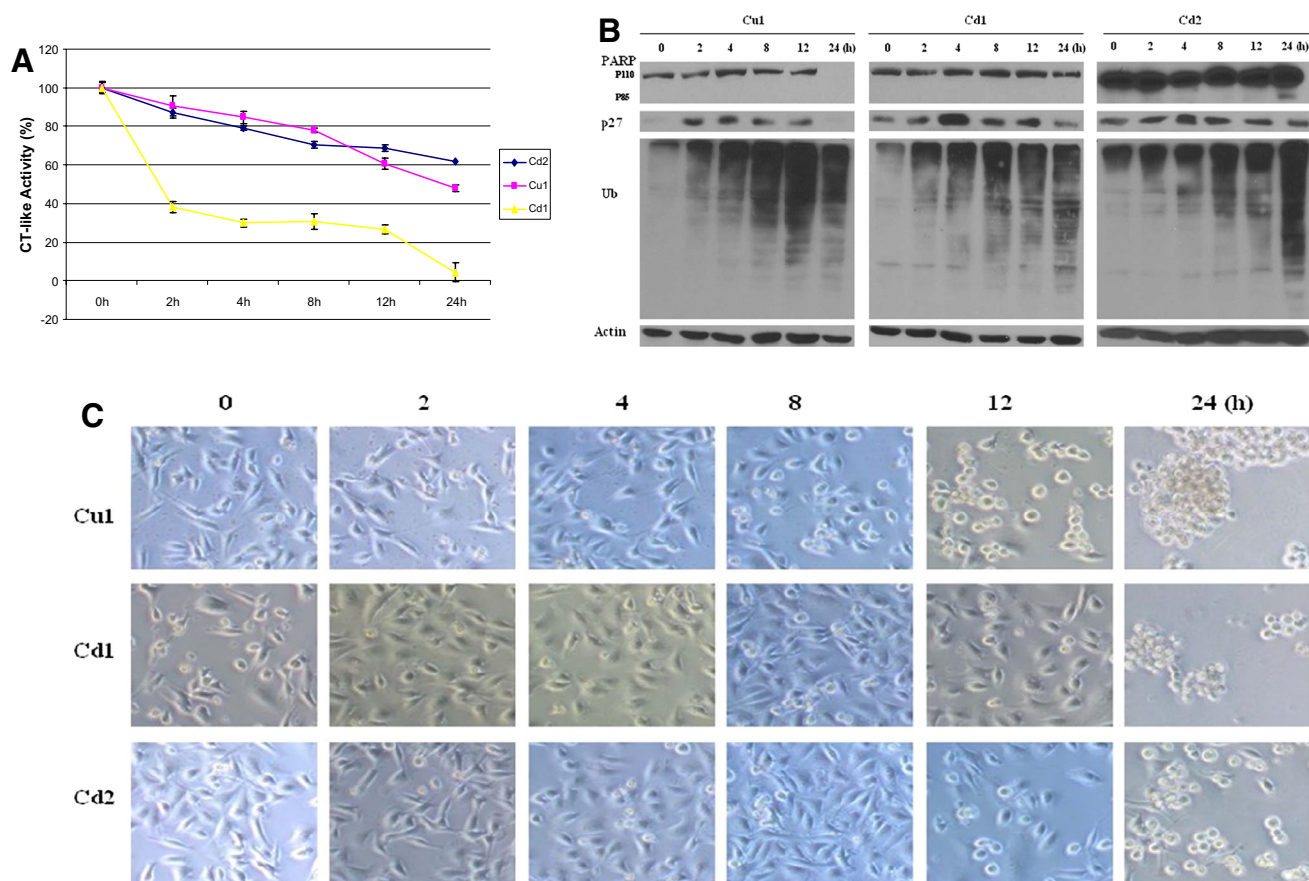 A
120
100
80
60
40
20
0
-20
CT-like Activity (%)
0h 2h 4h 8h 12h 24h
Cd2
Cu1
Cd1
B
Cu1 Cd1 Cd2
0 2 4 8 12 24 (h) 0 2 4 8 12 24 (h) 0 2 4 8 12 24 (h)
PARP
P110
P85
p27
Ub
Actin
C
0 2 4 8 12 24 (h)
Cu1
Cd1
Cd2